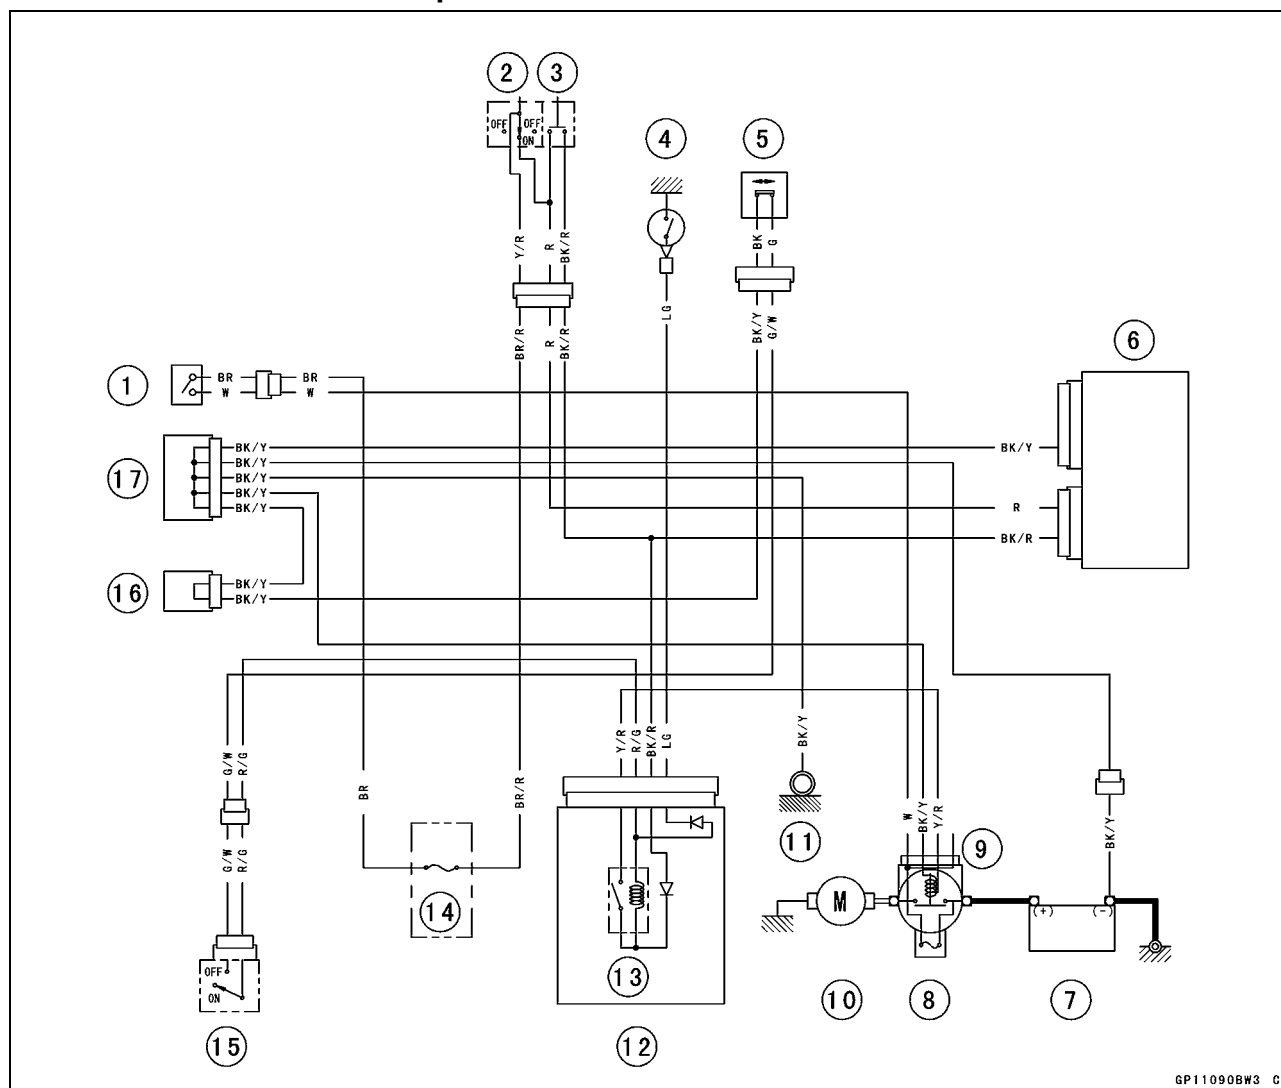 2 3
OFF OFF
ON
4 5
Y/R R BK/R
BK G
LG
BR/R R BK/R
BK/Y G/W
6
1
BR BR
W W
17
BK/Y BK/Y
BK/Y
BK/Y
BK/Y
BK/Y
R
BK/R
16
BK/Y
BK/Y
G/W R/G
Y/R R/G BK/R LG
BK/Y
BR
BR/R
W BK/Y Y/R
BK/Y
G/W R/G
11
9
14
M
(+) (-)
OFF
ON
13
10 8 7
15
12
GP11090BW3 C